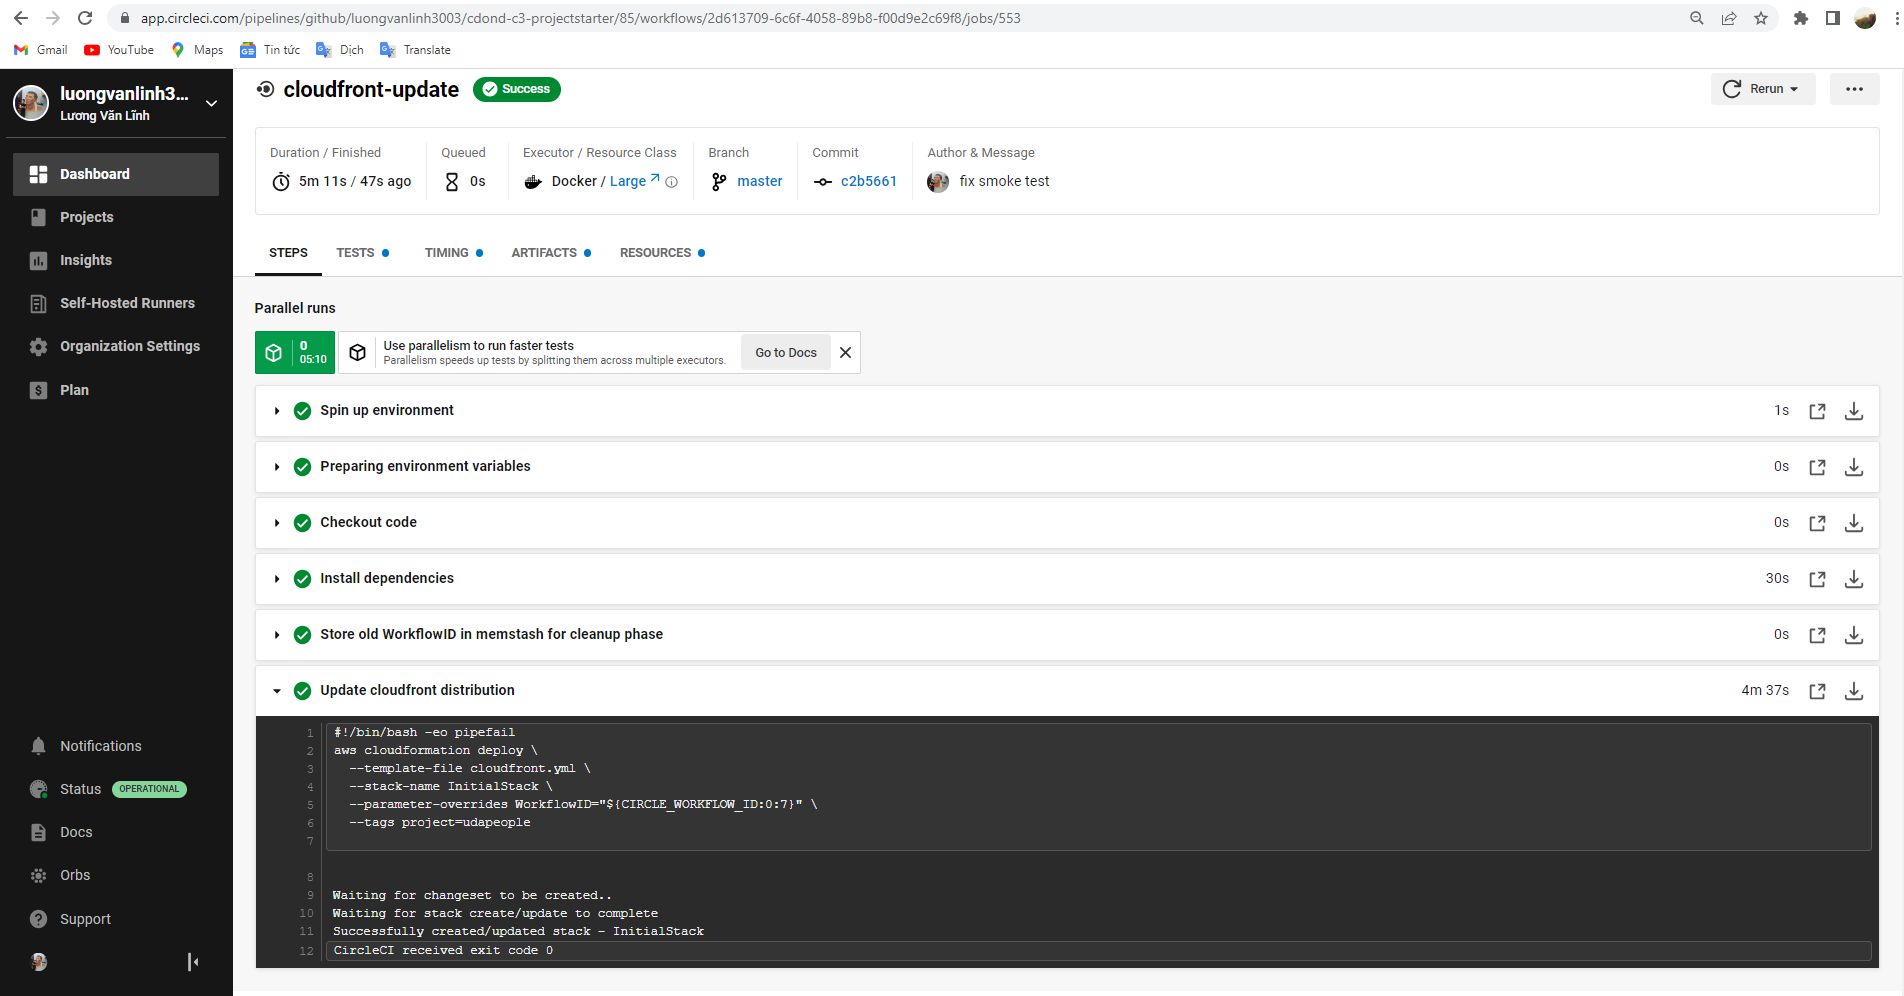 app.circleci.com/pipelines/github/luongvanlinh3003/cdond-c3-projectstarter/85/workflows/2d613709-6c6f-4058-89b8-f00d9e2c69f8/jobs/553
Gmail YouTube Maps Tin tức Dịch Translate
luongvanlinh3...
Lương Văn Lĩnh
Dashboard
Projects
Insights
Self-Hosted Runners
Organization Settings
Plan
Notifications
Status OPERATIONAL
Docs
Orbs
Support
cloudfront-update Success
Rerun
Duration / Finished Queued Executor / Resource Class Branch Commit Author & Message
5m 11s / 47s ago 0s Docker / Large master c2b5661 fix smoke test
STEPS TESTS TIMING ARTIFACTS RESOURCES
Parallel runs
0
05:10
Use parallelism to run faster tests
Parallelism speeds up tests by splitting them across multiple executors.
Go to Docs
Spin up environment 1s
Preparing environment variables 0s
Checkout code 0s
Install dependencies 30s
Store old WorkflowID in memstash for cleanup phase 0s
Update cloudfront distribution 4m 37s
1 #!/bin/bash -eo pipefail
2 aws cloudformation deploy \
3 --template-file cloudfront.yml \
4 --stack-name InitialStack \
5 --parameter-overrides WorkflowID="${CIRCLE_WORKFLOW_ID:0:7}" \
6 --tags project=udapeople
7
8
9 Waiting for changeset to be created..
10 Waiting for stack create/update to complete
11 Successfully created/updated stack - InitialStack
12 CircleCI received exit code 0